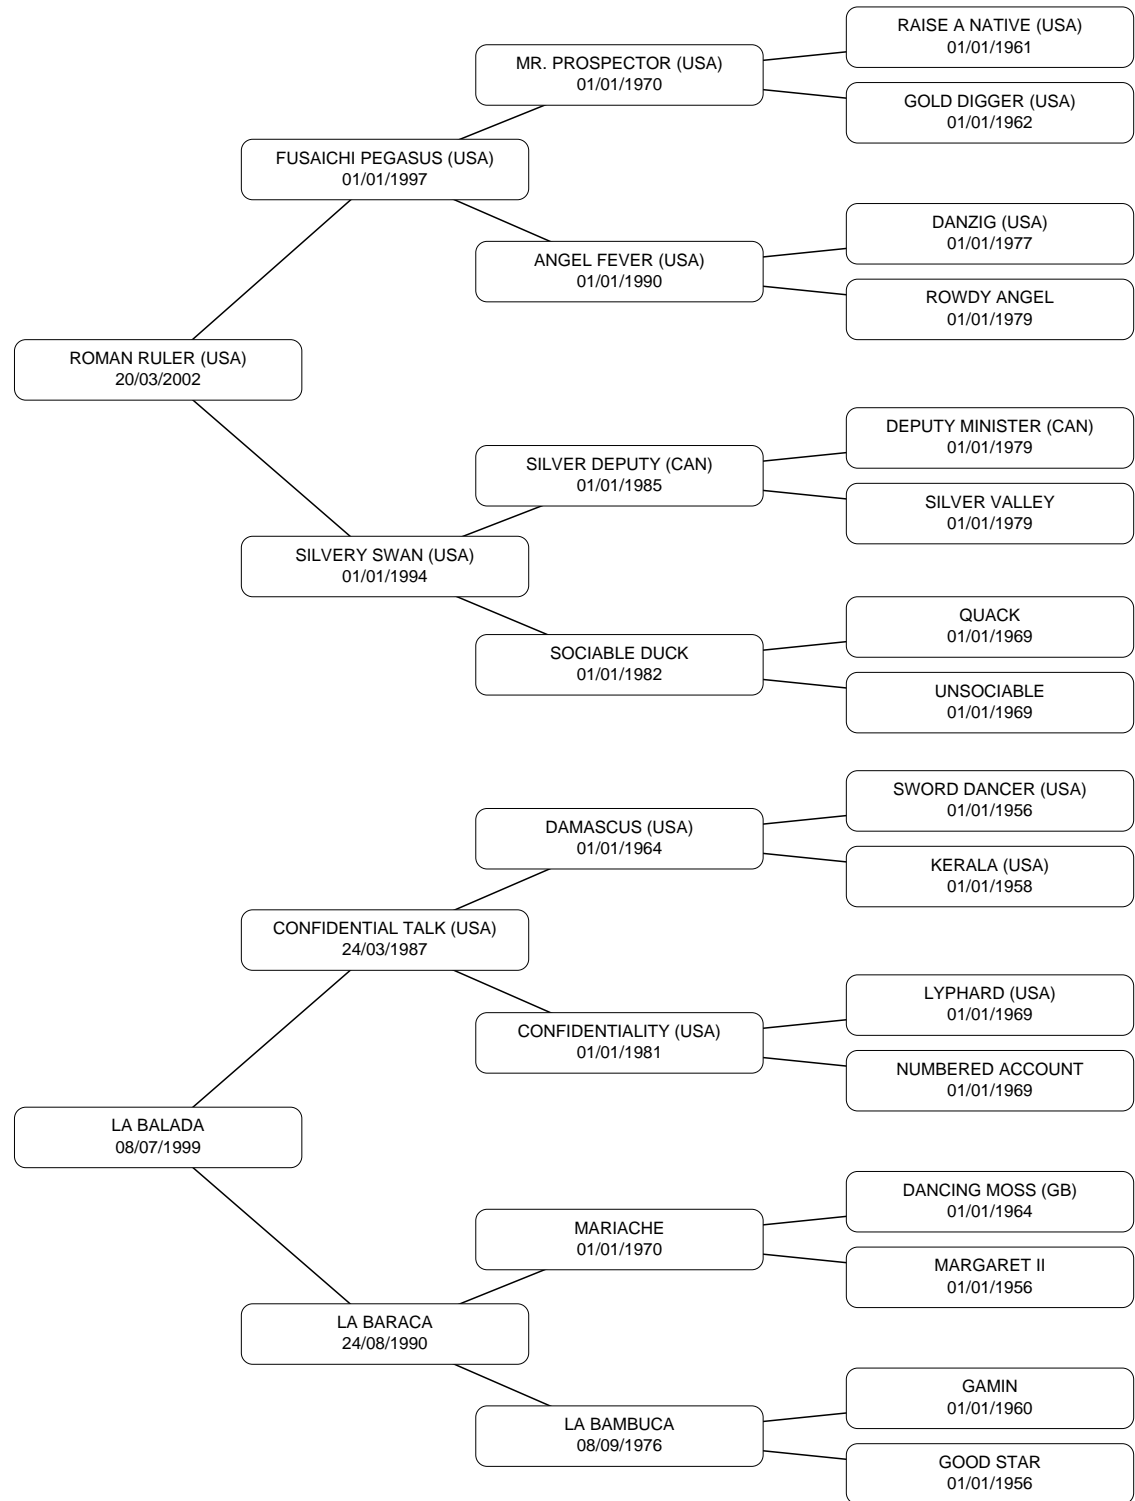 RAISE A NATIVE (USA)
01/01/1961
MR. PROSPECTOR (USA)
01/01/1970
GOLD DIGGER (USA)
01/01/1962
FUSAICHI PEGASUS (USA)
01/01/1997
DANZIG (USA)
01/01/1977
ANGEL FEVER (USA)
01/01/1990
ROWDY ANGEL
01/01/1979
ROMAN RULER (USA)
20/03/2002
DEPUTY MINISTER (CAN)
01/01/1979
SILVER DEPUTY (CAN)
01/01/1985
SILVER VALLEY
01/01/1979
SILVERY SWAN (USA)
01/01/1994
QUACK
01/01/1969
SOCIABLE DUCK
01/01/1982
UNSOCIABLE
01/01/1969
SWORD DANCER (USA)
01/01/1956
DAMASCUS (USA)
01/01/1964
KERALA (USA)
01/01/1958
CONFIDENTIAL TALK (USA)
24/03/1987
LYPHARD (USA)
01/01/1969
CONFIDENTIALITY (USA)
01/01/1981
NUMBERED ACCOUNT
01/01/1969
LA BALADA
08/07/1999
DANCING MOSS (GB)
01/01/1964
MARIACHE
01/01/1970
MARGARET II
01/01/1956
LA BARACA
24/08/1990
GAMIN
01/01/1960
LA BAMBUCA
08/09/1976
GOOD STAR
01/01/1956